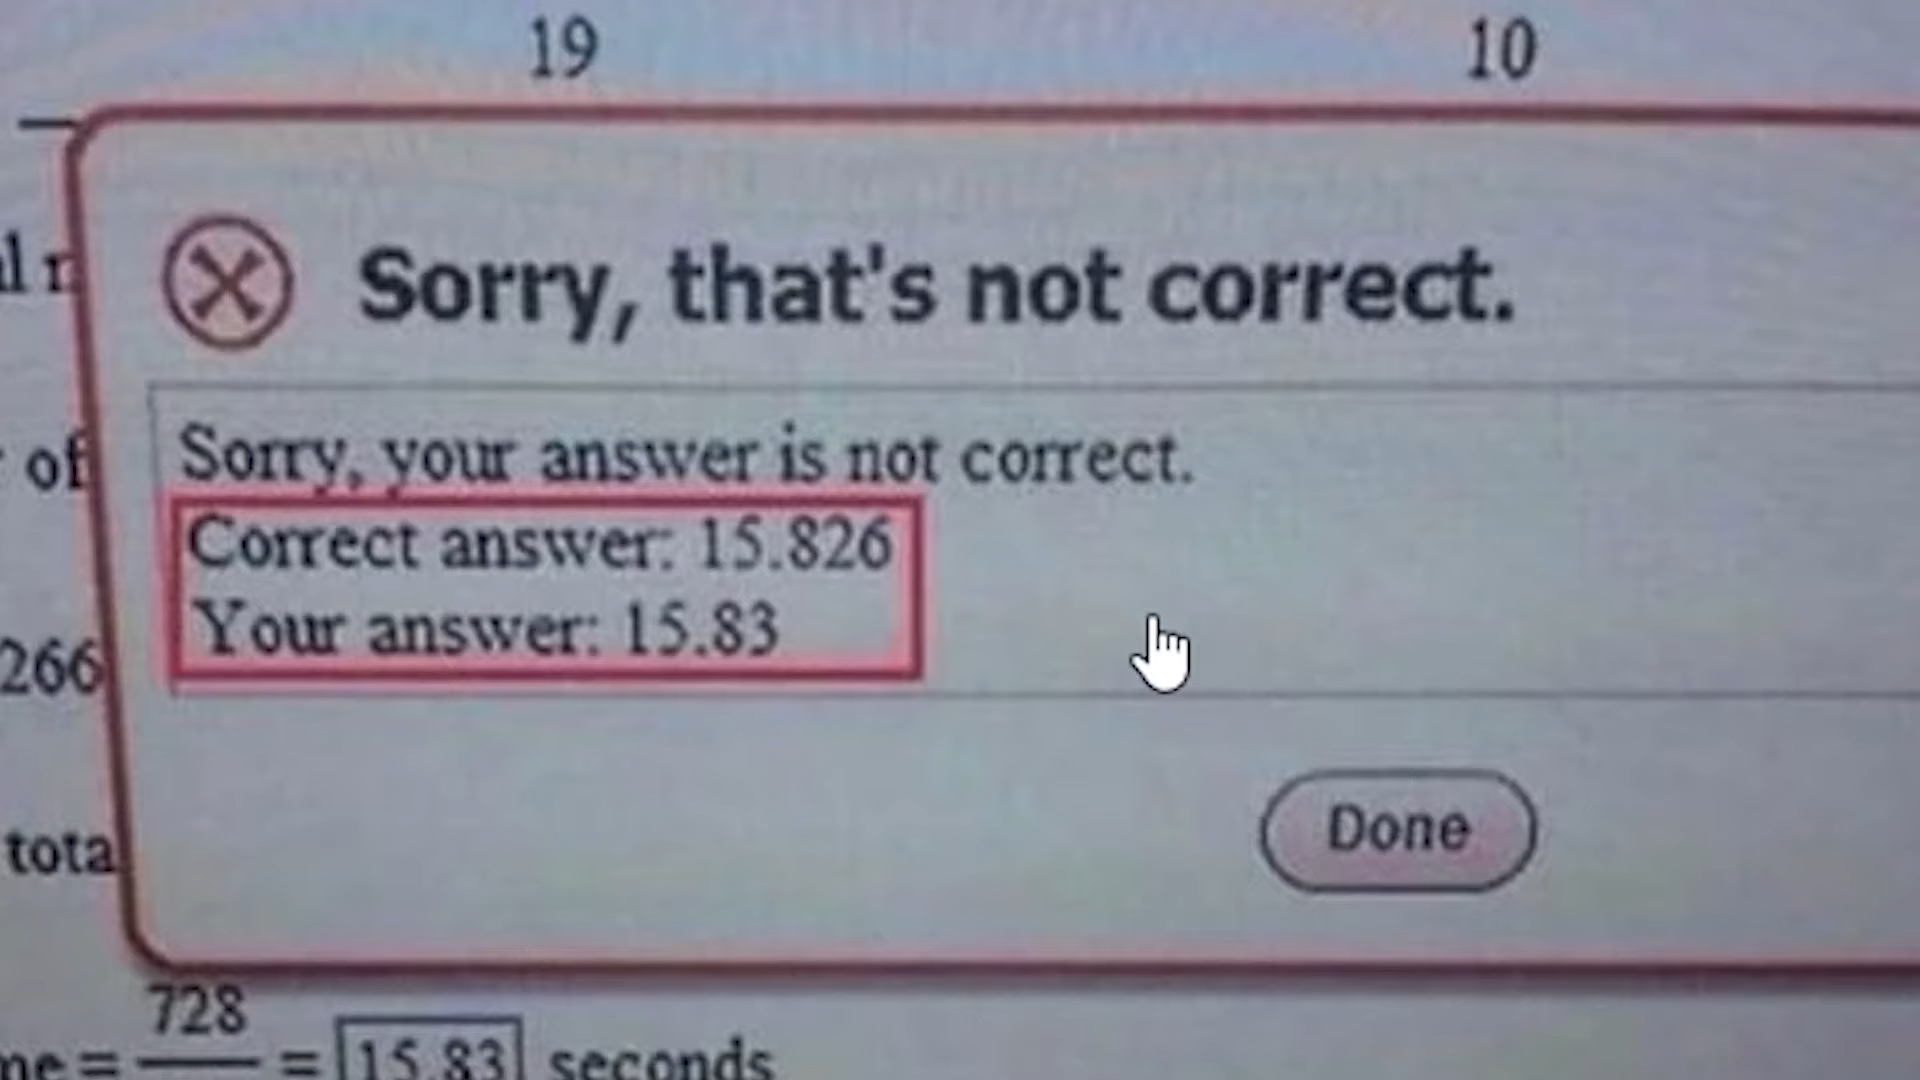 19 10
Sorry, that's not correct.
of
Sorry, your answer is not correct.
Correct answer: 15.826
Your answer: 15.83
266
Done
728
= = 15.83 seconds